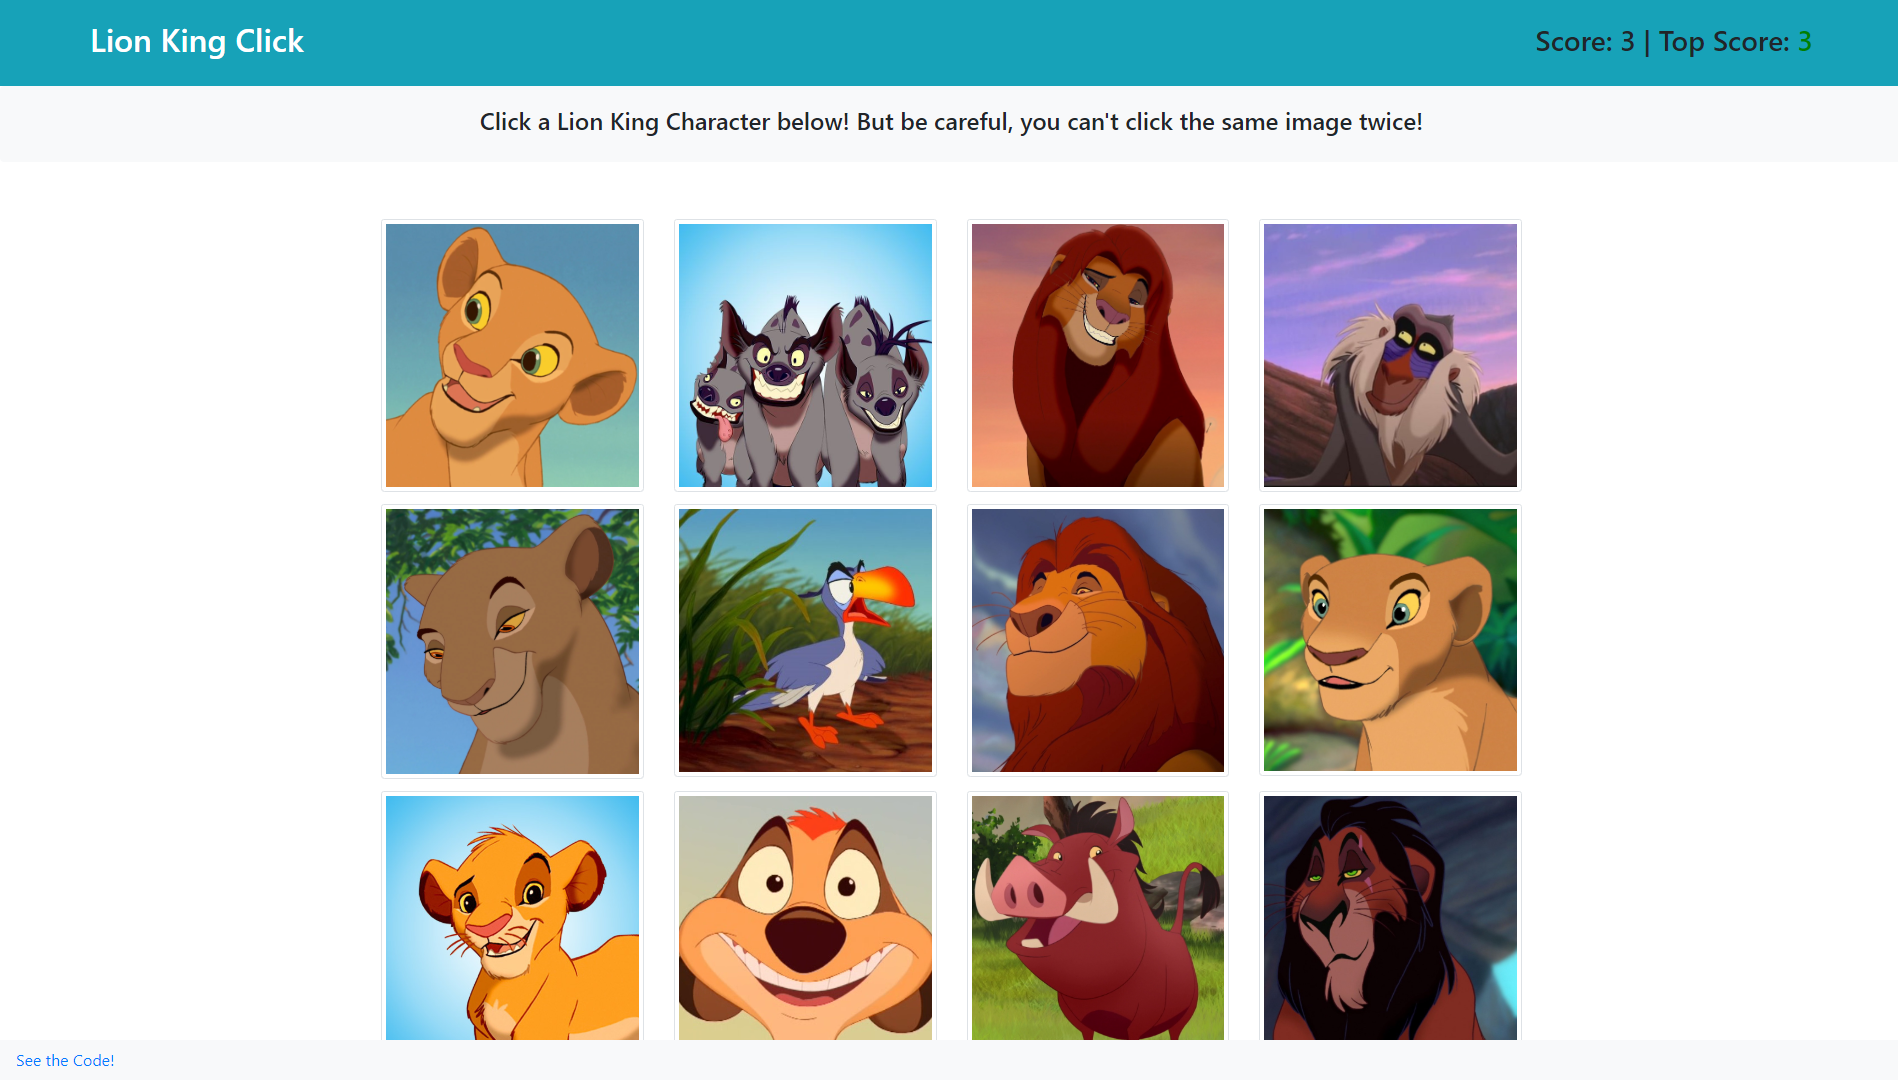 Lion King Click
Score: 3 | Top Score: 3
Click a Lion King Character below! But be careful, you can't click the same image twice!
See the Code!